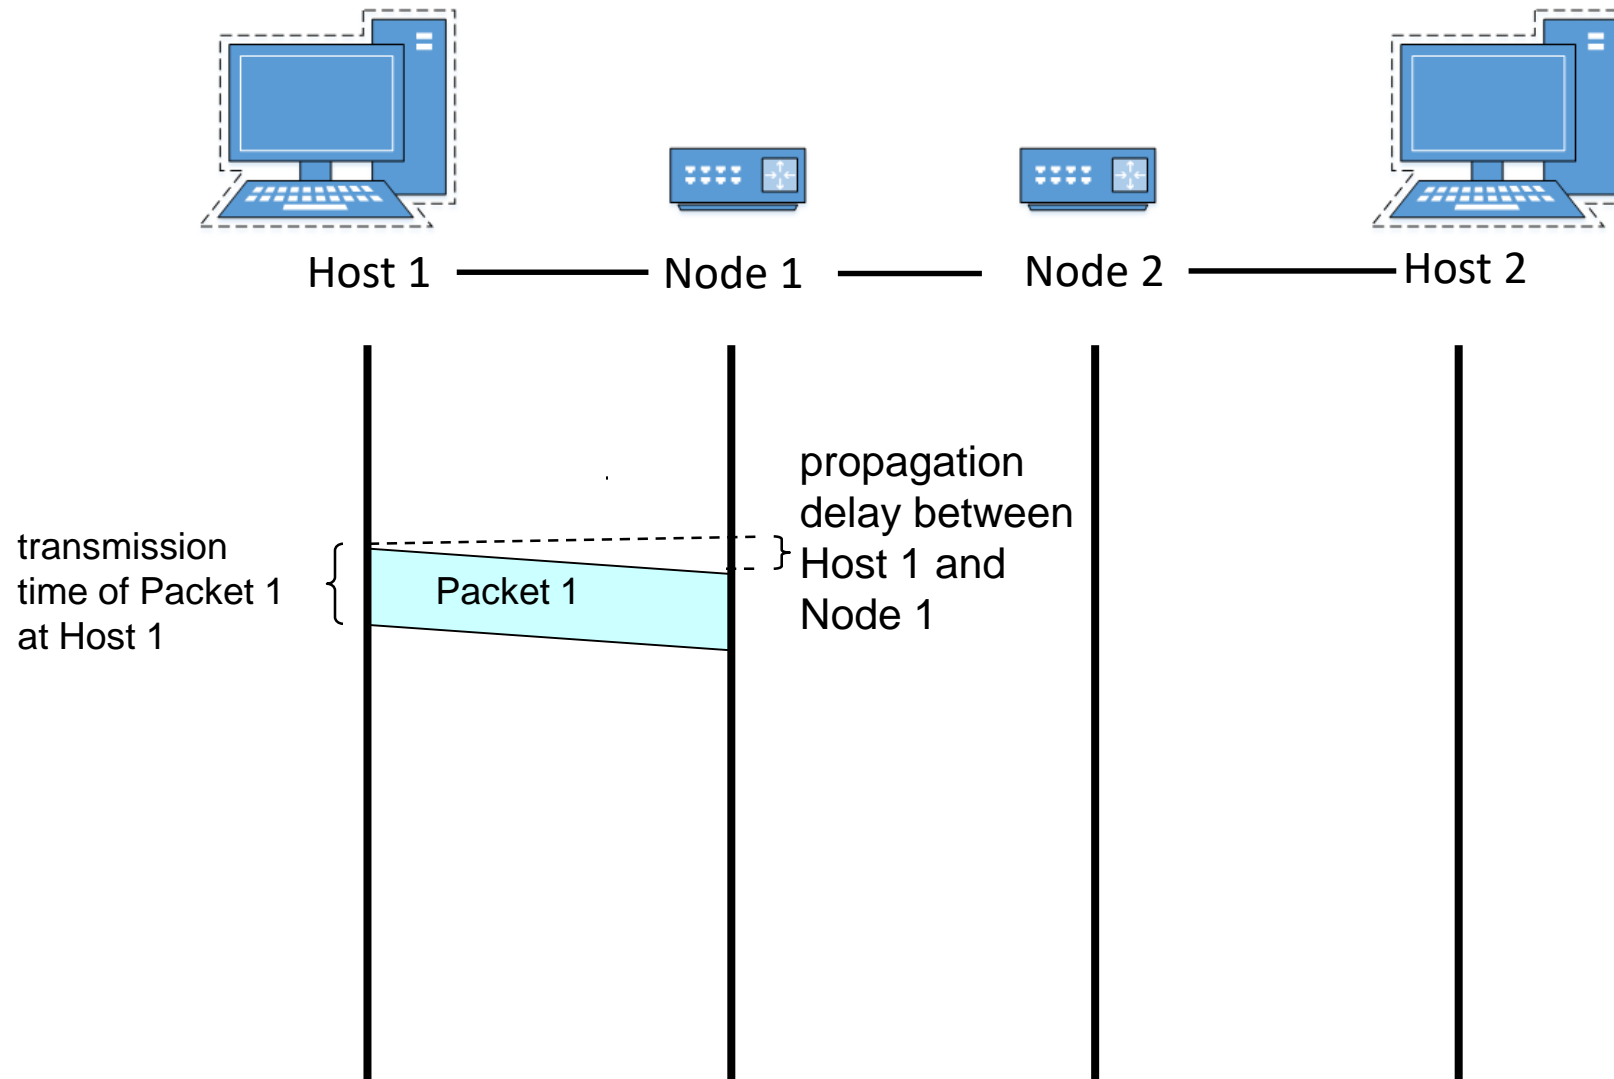 Host 1
Node 1
Node 2
Host 2
propagation
delay between
Host 1 and
Node 1
transmission
time of Packet 1
at Host 1
Packet 1